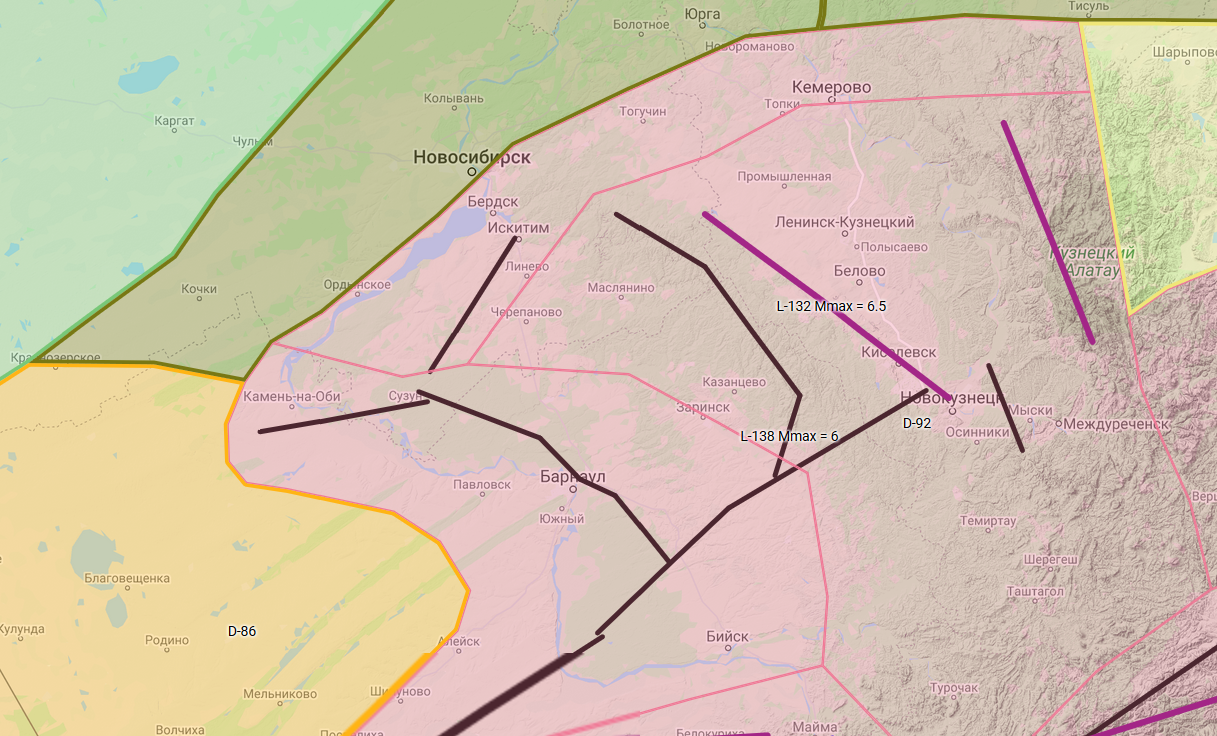 Тисуль
Юрга
Болотное
Новороманово
Шарыпово
Кемерово
Топки
Колывань
Тогучин
Каргат
Чулым
Новосибирск
Промышленная
Бердск
Искитим
Ленинск-Кузнецкий
Полысаево
Кузнецкий
Алатау
Линево
Белово
Ордынское
Кочки
Маслянино
L-132 Mmax = 6.5
Черепаново
Краснозерское
Киселевск
Казанцево
Камень-на-Оби
Сузун
Новокузнецк
Заринск
Мыски
D-92
Междуреченск
Осинники
L-138 Mmax = 6
Барнаул
Павловск
Южный
Темиртау
Шерегеш
Благовещенка
Таштагол
Кулунда
D-86
Родино
Алейск
Бийск
Мельниково
Шипуново
Турочак
Волчиха
Поспелиха
Белокуриха
Майма